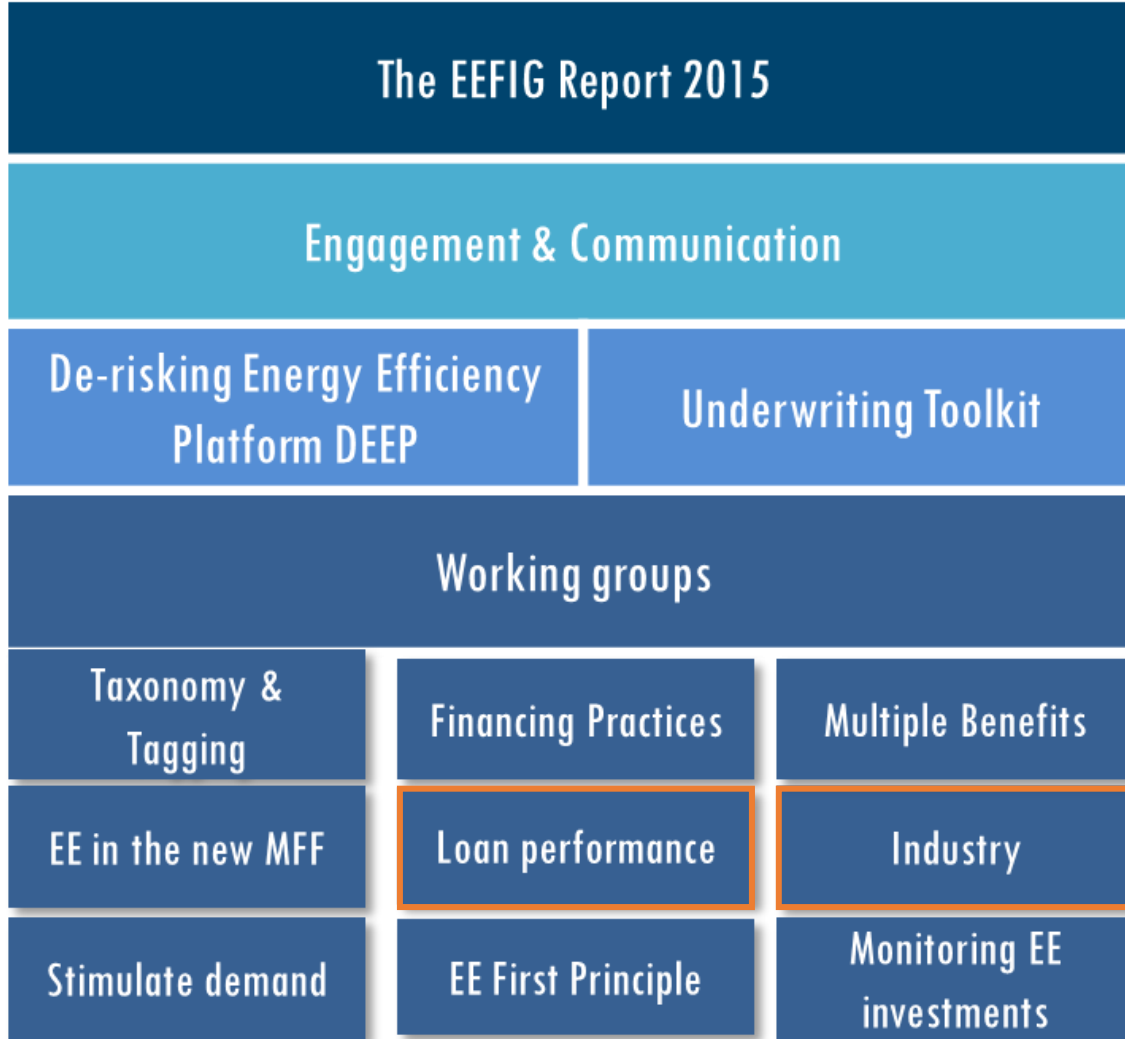 The EEFIG Report 2015
Engagement & Communication
De-risking Energy Efficiency
Platform DEEP
Underwriting Toolkit
Working groups
Taxonomy &
Tagging
Financing Practices
Multiple Benefits
EE in the new MFF
Loan performance
Industry
Stimulate demand
EE First Principle
Monitoring EE
investments